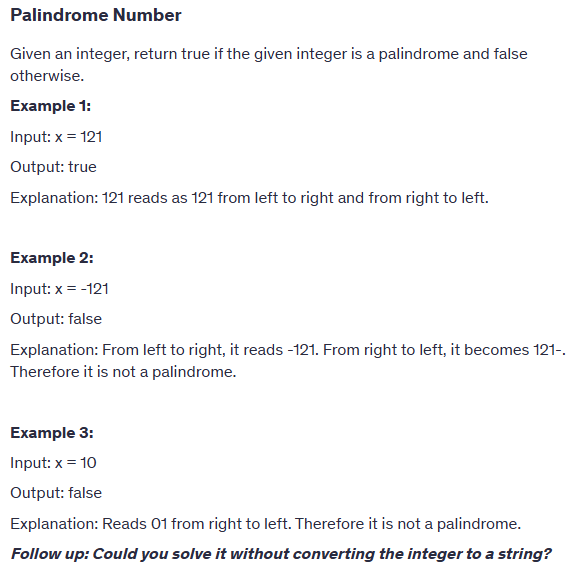 Palindrome Number
Given an integer, return true if the given integer is a palindrome and false
otherwise.
Example 1:
Input: x = 121
Output: true
Explanation: 121 reads as 121 from left to right and from right to left.
Example 2:
Input: x = -121
Output: false
Explanation: From left to right, it reads -121. From right to left, it becomes 121-.
Therefore it is not a palindrome.
Example 3:
Input: x = 10
Output: false
Explanation: Reads 01 from right to left. Therefore it is not a palindrome.
Follow up: Could you solve it without converting the integer to a string?